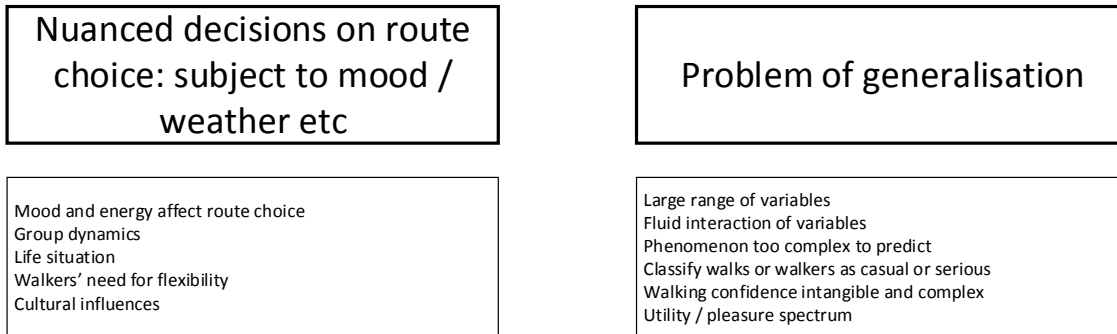 Nuanced decisions on route
choice: subject to mood /
weather etc
Problem of generalisation
Mood and energy affect route choice
Group dynamics
Life situation
Walkers’ need for flexibility
Cultural influences
Large range of variables
Fluid interaction of variables
Phenomenon too complex to predict
Classify walks or walkers as casual or serious
Walking confidence intangible and complex
Utility / pleasure spectrum